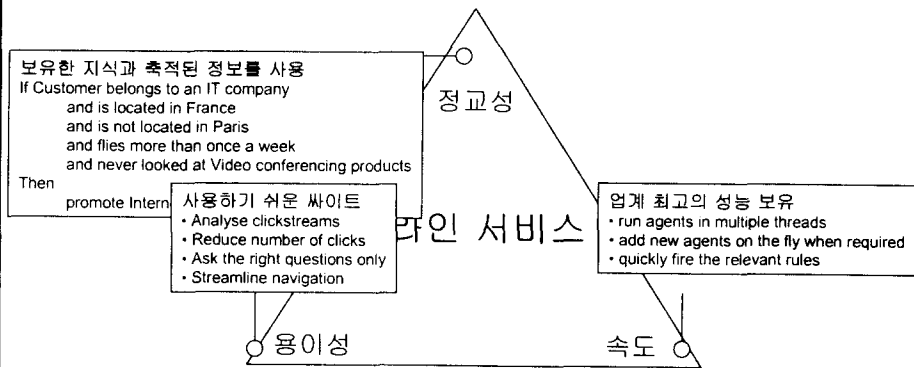 보유한 지식과 축적된 정보를 사용
If Customer belongs to an IT company
and is located in France
and is not located in Paris
and flies more than once a week
and never looked at Video conferencing products
Then
promote
정교성
사용하기 쉬운 싸이트
• Analyse clickstreams
• Reduce number of clicks
• Ask the right questions only
• Streamline navigation
서비스
업계 최고의 성능 보유
• run agents in multiple threads
• add new agents on the fly when required
• quickly fire the relevant rules
용이성
속도